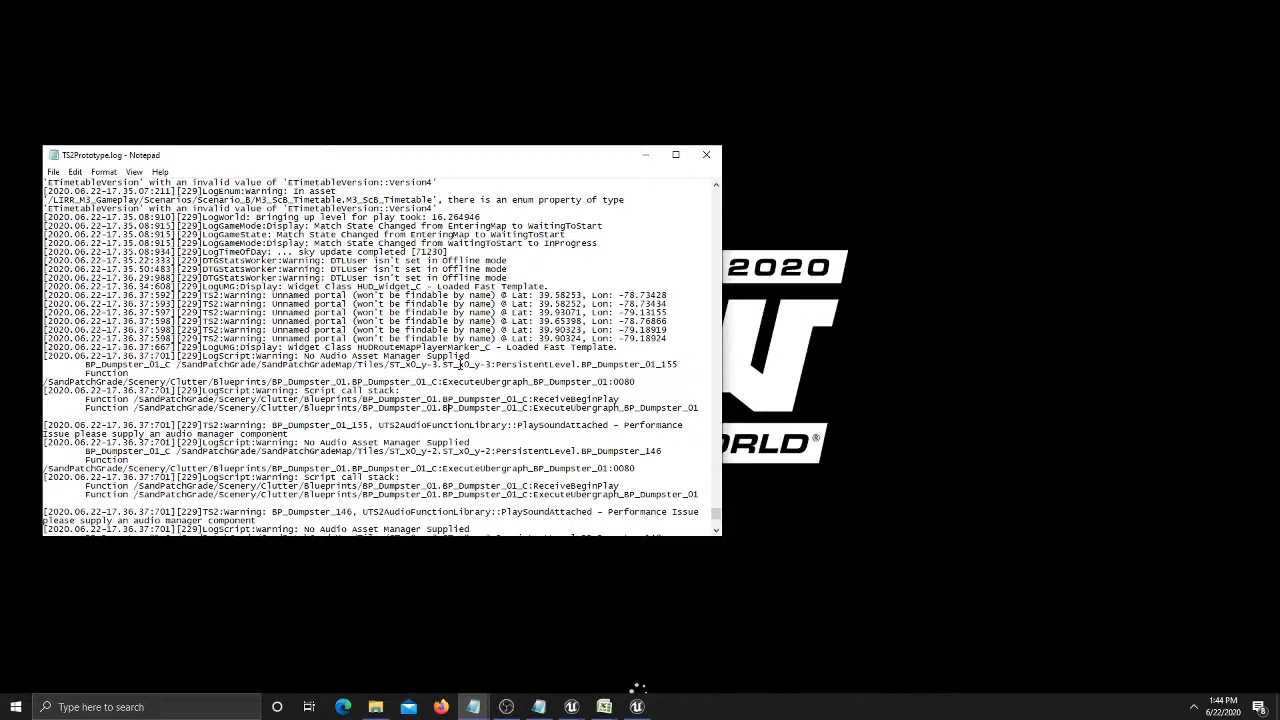 TS2Prototype.log - Notepad
File Edit Format View Help
'ETimetableVersion' with an invalid value of 'ETimetableVersion::Version4'
[2020.06.22-17.35.07:211][229]LogEnum:Warning: In asset
'/LIRR_M3_Gameplay/Scenarios/Scenario_B/M3_ScB_Timetable.M3_ScB_Timetable', there is an enum property of type
'ETimetableVersion' with an invalid value of 'ETimetableVersion::Version4'
[2020.06.22-17.35.08:910][229]LogWorld: Bringing up level for play took: 16.264946
[2020.06.22-17.35.08:915][229]LogGameMode:Display: Match State Changed from EnteringMap to WaitingToStart
[2020.06.22-17.35.08:915][229]LogGameState: Match State Changed from EnteringMap to WaitingToStart
[2020.06.22-17.35.08:915][229]LogGameMode:Display: Match State Changed from WaitingToStart to InProgress
[2020.06.22-17.35.08:934][229]LogTimeOfDay: ... sky update completed [71230]
[2020.06.22-17.35.22:333][229]DTGStatsWorker:Warning: DTLUser isn't set in Offline mode
[2020.06.22-17.35.50:483][229]DTGStatsWorker:Warning: DTLUser isn't set in Offline mode
[2020.06.22-17.36.29:988][229]DTGStatsWorker:Warning: DTLUser isn't set in Offline mode
[2020.06.22-17.36.34:608][229]LogUMG:Display: Widget Class HUD_Widget_C - Loaded Fast Template.
[2020.06.22-17.36.37:592][229]TS2:Warning: Unnamed portal (won't be findable by name) @ Lat: 39.58253, Lon: -78.73428
[2020.06.22-17.36.37:593][229]TS2:Warning: Unnamed portal (won't be findable by name) @ Lat: 39.58252, Lon: -78.73434
[2020.06.22-17.36.37:597][229]TS2:Warning: Unnamed portal (won't be findable by name) @ Lat: 39.93071, Lon: -79.13155
[2020.06.22-17.36.37:598][229]TS2:Warning: Unnamed portal (won't be findable by name) @ Lat: 39.65398, Lon: -78.76866
[2020.06.22-17.36.37:598][229]TS2:Warning: Unnamed portal (won't be findable by name) @ Lat: 39.90323, Lon: -79.18919
[2020.06.22-17.36.37:598][229]TS2:Warning: Unnamed portal (won't be findable by name) @ Lat: 39.90324, Lon: -79.18924
[2020.06.22-17.36.37:667][229]LogUMG:Display: Widget Class HUDRouteMapPlayerMarker_C - Loaded Fast Template.
[2020.06.22-17.36.37:701][229]LogScript:Warning: No Audio Asset Manager Supplied
BP_Dumpster_01_C /SandPatchGrade/SandPatchGradeMap/Tiles/ST_x0_y-3.ST_x0_y-3:PersistentLevel.BP_Dumpster_01_155
Function
/SandPatchGrade/Scenery/Clutter/Blueprints/BP_Dumpster_01.BP_Dumpster_01_C:ExecuteUbergraph_BP_Dumpster_01:0080
[2020.06.22-17.36.37:701][229]LogScript:Warning: Script call stack:
Function /SandPatchGrade/Scenery/Clutter/Blueprints/BP_Dumpster_01.BP_Dumpster_01_C:ReceiveBeginPlay
Function /SandPatchGrade/Scenery/Clutter/Blueprints/BP_Dumpster_01.BP_Dumpster_01_C:ExecuteUbergraph_BP_Dumpster_01
[2020.06.22-17.36.37:701][229]TS2:Warning: BP_Dumpster_01_155, UTS2AudioFunctionLibrary::PlaySoundAttached - Performance
Issue please supply an audio manager component
[2020.06.22-17.36.37:701][229]LogScript:Warning: No Audio Asset Manager Supplied
BP_Dumpster_01_C /SandPatchGrade/SandPatchGradeMap/Tiles/ST_x0_y-2.ST_x0_y-2:PersistentLevel.BP_Dumpster_146
Function
/SandPatchGrade/Scenery/Clutter/Blueprints/BP_Dumpster_01.BP_Dumpster_01_C:ExecuteUbergraph_BP_Dumpster_01:0080
[2020.06.22-17.36.37:701][229]LogScript:Warning: Script call stack:
Function /SandPatchGrade/Scenery/Clutter/Blueprints/BP_Dumpster_01.BP_Dumpster_01_C:ReceiveBeginPlay
Function /SandPatchGrade/Scenery/Clutter/Blueprints/BP_Dumpster_01.BP_Dumpster_01_C:ExecuteUbergraph_BP_Dumpster_01
[2020.06.22-17.36.37:701][229]TS2:Warning: BP_Dumpster_146, UTS2AudioFunctionLibrary::PlaySoundAttached - Performance Issue
please supply an audio manager component
[2020.06.22-17.36.37:701][229]LogScript:Warning: No Audio Asset Manager Supplied
2020
W
ORLD®
Type here to search
1:44 PM
6/22/2020
8